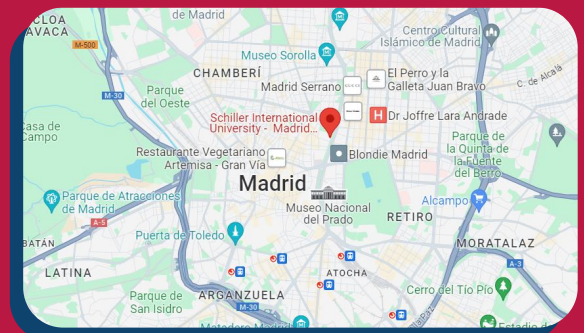 CLOA
AVACA
de Madrid
M-500
Museo Sorolla
Centro Cultural
Islámico de Madrid
CHAMBERÍ
El Perro y la
Galleta Juan Bravo
C. de Alcalá
M-30
Parque
del Oeste
Madrid Serrano
Schiller International
University - Madrid...
H
Dr Joffre Lara Andrade
Casa de
Campo
Restaurante Vegetariano
Artemisa - Gran Vía
Blondie Madrid
Parque de
la Quinta de
la Fuente
del Berro
Madrid
Parque de Atracciones
de Madrid
Museo Nacional
del Prado
Alcampo
RETIRO
A-5
Puerta de Toledo
BATÁN
MORATALAZ
A-3
LATINA
ATOCHA
Cerro del Tío Pío
Parque de
San Isidro
ARGANZUELA
M-30
Matadero Madrid
Estadio d